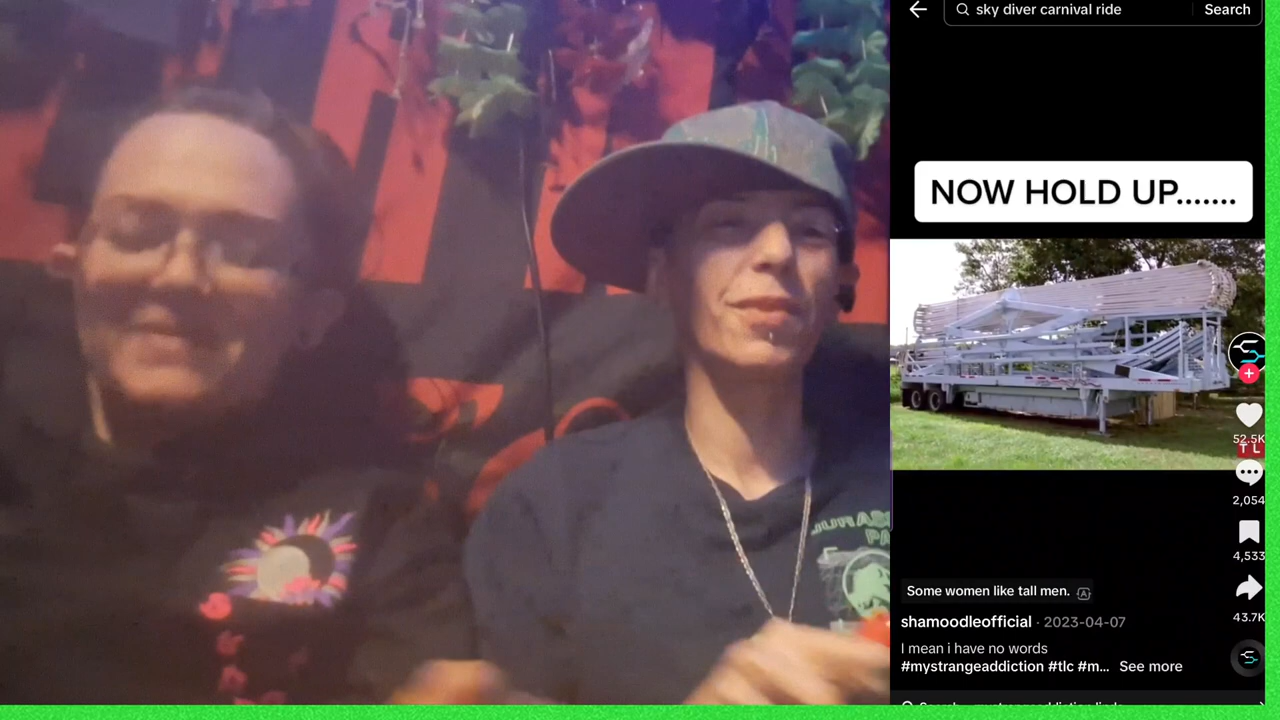 sky diver carnival ride
Search
NOW HOLD UP.......
52.5K
T L
2,054
4,533
43.7K
Some women like tall men.
shamoodleofficial · 2023-04-07
I mean i have no words
#mystrangeaddiction #tlc #m... See more